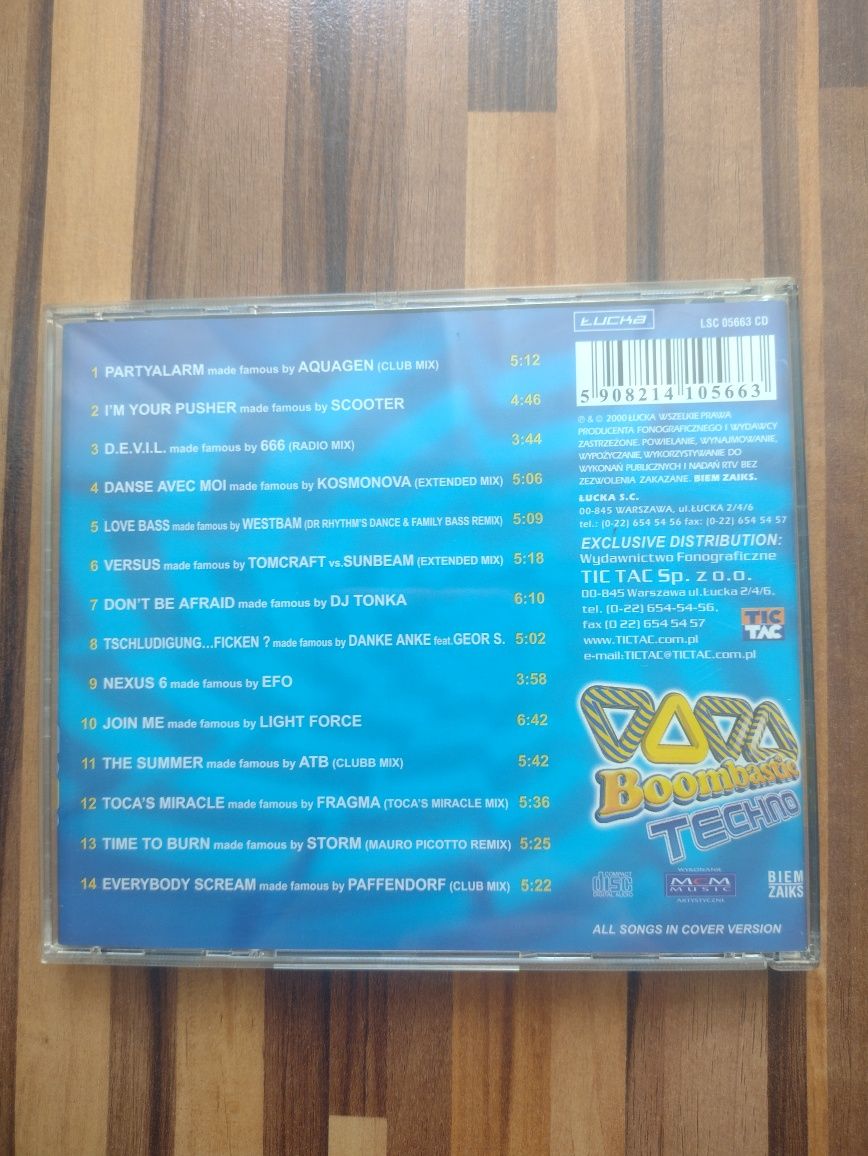 1 PARTYALARM made famous by AQUAGEN (CLUB MIX) 5:12
2 I'M YOUR PUSHER made famous by SCOOTER 4:46
3 D.E.V.I.L. made famous by 666 (RADIO MIX) 3:44
4 DANSE AVEC MOI made famous by KOSMONOVA (EXTENDED MIX) 5:06
5 LOVE BASS made famous by WESTBAM (DR RHYTHM'S DANCE & FAMILY BASS REMIX) 5:09
6 VERSUS made famous by TOMCRAFT vs. SUNBEAM (EXTENDED MIX) 5:18
7 DON'T BE AFRAID made famous by DJ TONKA 6:10
8 TSCHLUDIGUNG...FICKEN ? made famous by DANKE ANKE feat. GEOR S. 5:02
9 NEXUS 6 made famous by EFO 3:58
10 JOIN ME made famous by LIGHT FORCE 6:42
11 THE SUMMER made famous by ATB (CLUBB MIX) 5:42
12 TOCA'S MIRACLE made famous by FRAGMA (TOCA'S MIRACLE MIX) 5:36
13 TIME TO BURN made famous by STORM (MAURO PICOTTO REMIX) 5:25
14 EVERYBODY SCREAM made famous by PAFFENDORF (CLUB MIX) 5:22
ŁUCKA LSC 05663 CD
5 908214 105663
℗ & © 2000 ŁUCKA WSZELKIE PRAWA
PRODUCENTA FONOGRAFICZNEGO I WYDAWCY
ZASTRZEŻONE. POWIELANIE, WYNAJMOWANIE,
WYPOŻYCZANIE, WYKORZYSTYWANIE DO
WYKONAŃ PUBLICZNYCH I NADAŃ RTV BEZ
ZEZWOLENIA ZAKAZANE. BIEM ZAIKS.
ŁUCKA S.C.
00-845 WARSZAWA, ul.ŁUCKA 2/4/6
tel.: (0-22) 654 54 56 fax: (0-22) 654 54 57
EXCLUSIVE DISTRIBUTION:
Wydawnictwo Fonograficzne
TIC TAC Sp. z o.o.
00-845 Warszawa ul.Łucka 2/4/6,
tel. (0-22) 654-54-56,
fax (0 22) 654 54 57
www.TICTAC.com.pl
e-mail:TICTAC@TICTAC.com.pl
TIC
TAC
Boombastic
TECHNO
COMPACT
disc
DIGITAL AUDIO
WYKONANIE
MCM
MUSIC
ARTYSTYCZNE
BIEM
ZAIKS
ALL SONGS IN COVER VERSION